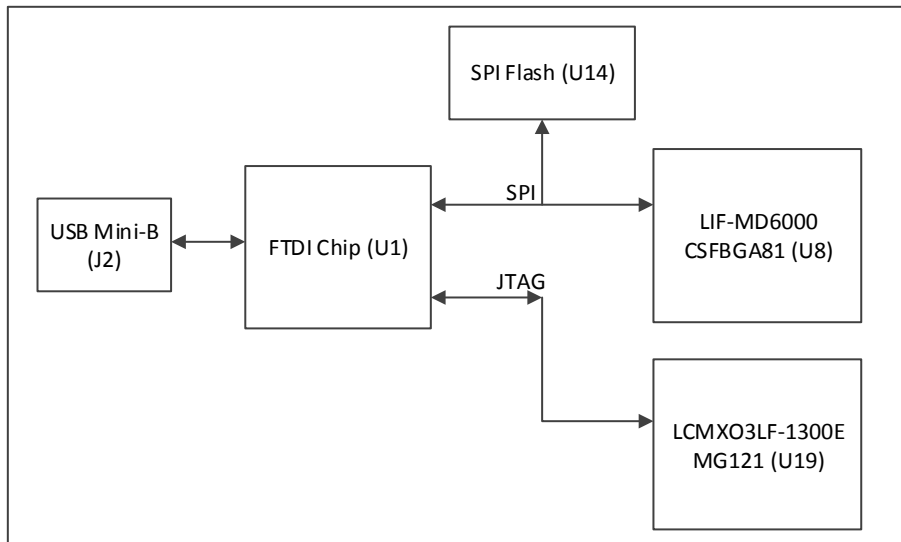 SPI Flash (U14)
USB Mini-B
(J2)
FTDI Chip (U1)
SPI
LIF-MD6000
CSFBGA81 (U8)
JTAG
LCMXO3LF-1300E
MG121 (U19)